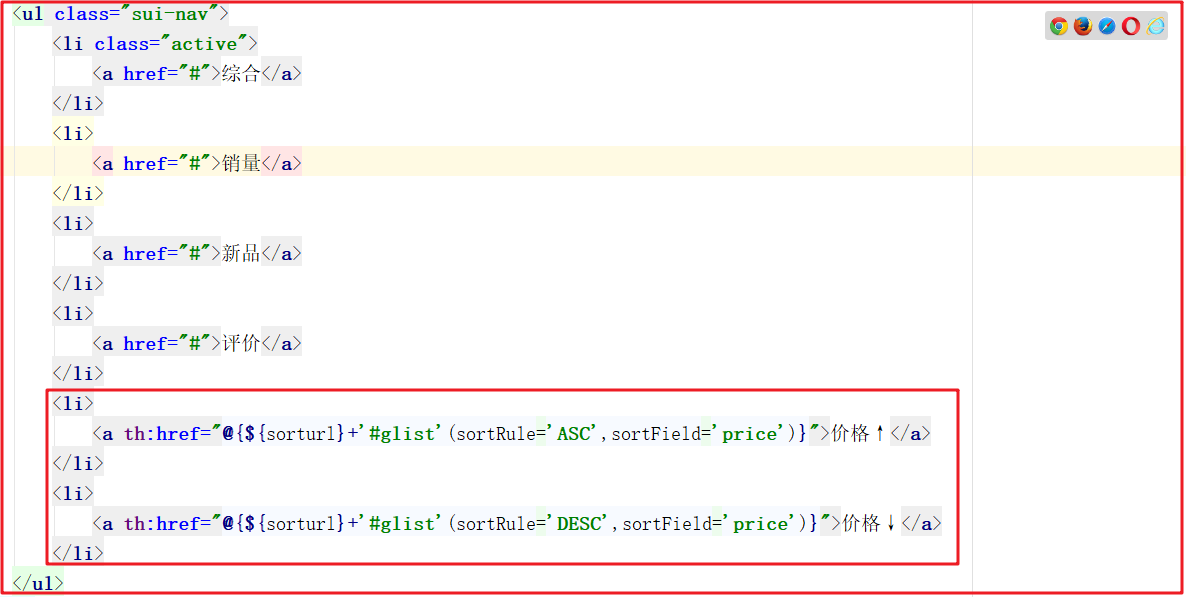 <ul class="sui-nav">
    <li class="active">
        <a href="#">综合</a>
    </li>
    <li>
        <a href="#">销量</a>
    </li>
    <li>
        <a href="#">新品</a>
    </li>
    <li>
        <a href="#">评价</a>
    </li>
    <li>
        <a th:href="@{${sorturl}+'#glist'(sortRule='ASC',sortField='price')}">价格↑</a>
    </li>
    <li>
        <a th:href="@{${sorturl}+'#glist'(sortRule='DESC',sortField='price')}">价格↓</a>
    </li>
</ul>